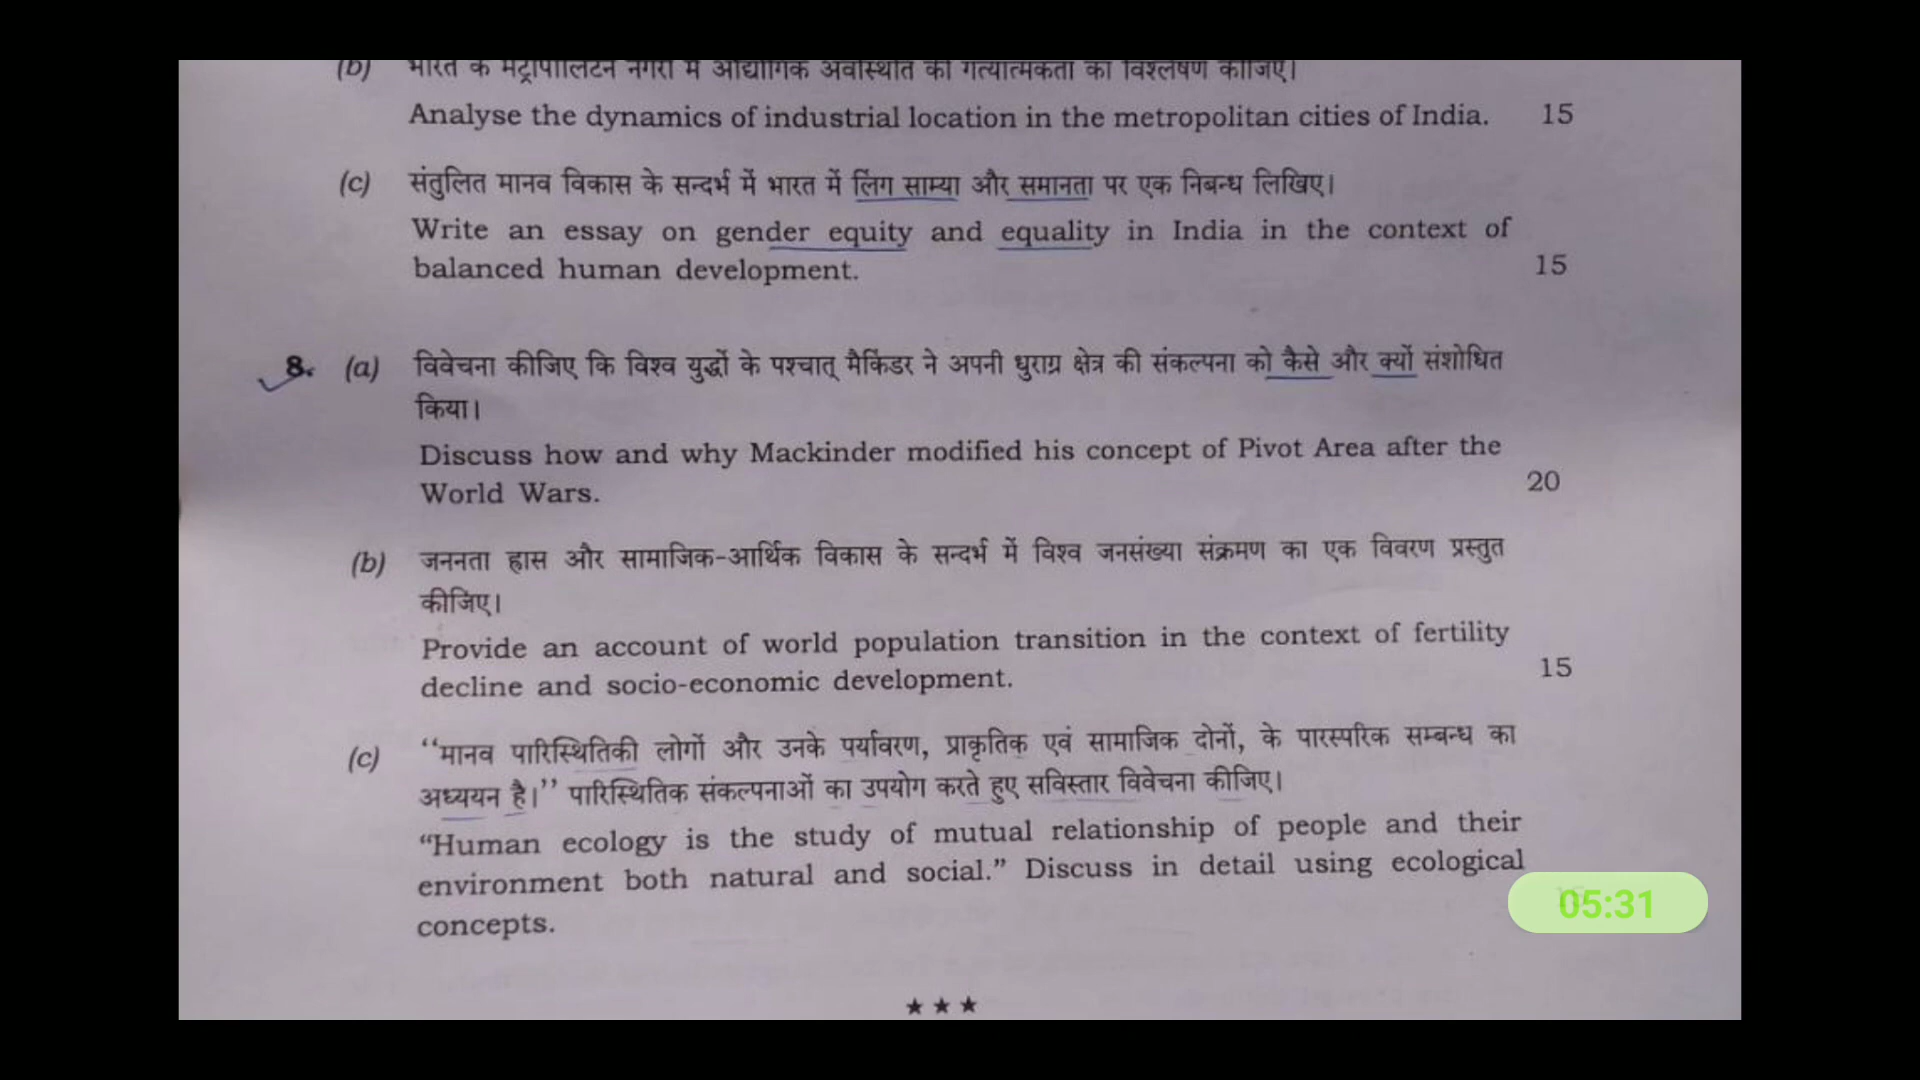 (b) भारत के मेट्रोपोलिटन नगरों में औद्योगिक अवस्थिति की गत्यात्मकता का विश्लेषण कीजिए।
Analyse the dynamics of industrial location in the metropolitan cities of India. 15
(c) संतुलित मानव विकास के सन्दर्भ में भारत में लिंग साम्या और समानता पर एक निबन्ध लिखिए।
Write an essay on gender equity and equality in India in the context of
balanced human development. 15
8. (a) विवेचना कीजिए कि विश्व युद्धों के पश्चात् मैकिंडर ने अपनी धुराग्र क्षेत्र की संकल्पना को कैसे और क्यों संशोधित
किया।
Discuss how and why Mackinder modified his concept of Pivot Area after the
World Wars. 20
(b) जननता ह्रास और सामाजिक-आर्थिक विकास के सन्दर्भ में विश्व जनसंख्या संक्रमण का एक विवरण प्रस्तुत
कीजिए।
Provide an account of world population transition in the context of fertility
decline and socio-economic development. 15
(c) ‘‘मानव पारिस्थितिकी लोगों और उनके पर्यावरण, प्राकृतिक एवं सामाजिक दोनों, के पारस्परिक सम्बन्ध का
अध्ययन है।’’ पारिस्थितिक संकल्पनाओं का उपयोग करते हुए सविस्तार विवेचना कीजिए।
“Human ecology is the study of mutual relationship of people and their
environment both natural and social.” Discuss in detail using ecological
concepts.
05:31
★ ★ ★